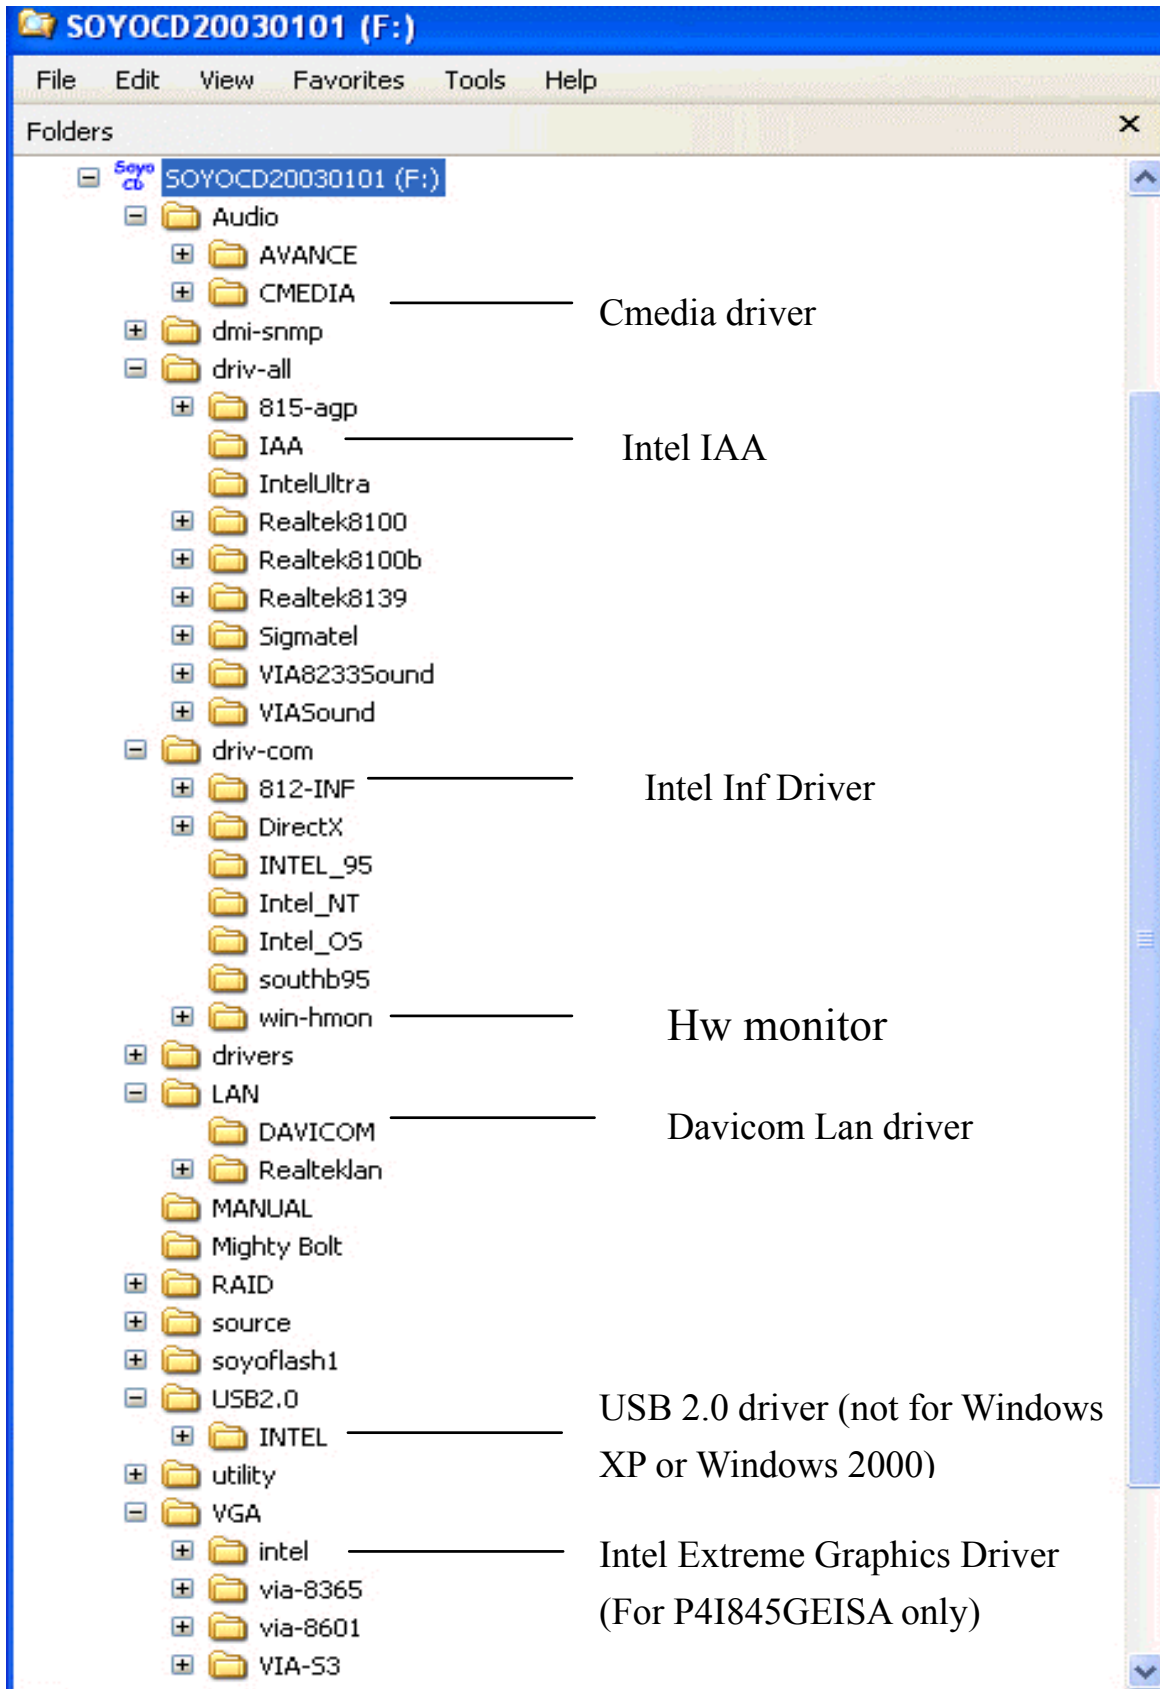 SOYOCD20030101 (F:)
File Edit View Favorites Tools Help
Folders
Soyo
CD
SOYOCD20030101 (F:)
Audio
AVANCE
CMEDIA
Cmedia driver
dmi-snmp
driv-all
815-agp
IAA
Intel IAA
IntelUltra
Realtek8100
Realtek8100b
Realtek8139
Sigmatel
VIA8233Sound
VIASound
driv-com
812-INF
Intel Inf Driver
DirectX
INTEL_95
Intel_NT
Intel_OS
southb95
win-hmon
Hw monitor
drivers
LAN
DAVICOM
Davicom Lan driver
Realteklan
MANUAL
Mighty Bolt
RAID
source
soyoflash1
USB2.0
INTEL
USB 2.0 driver (not for Windows
XP or Windows 2000)
utility
VGA
intel
Intel Extreme Graphics Driver
(For P4I845GEISA only)
via-8365
via-8601
VIA-S3